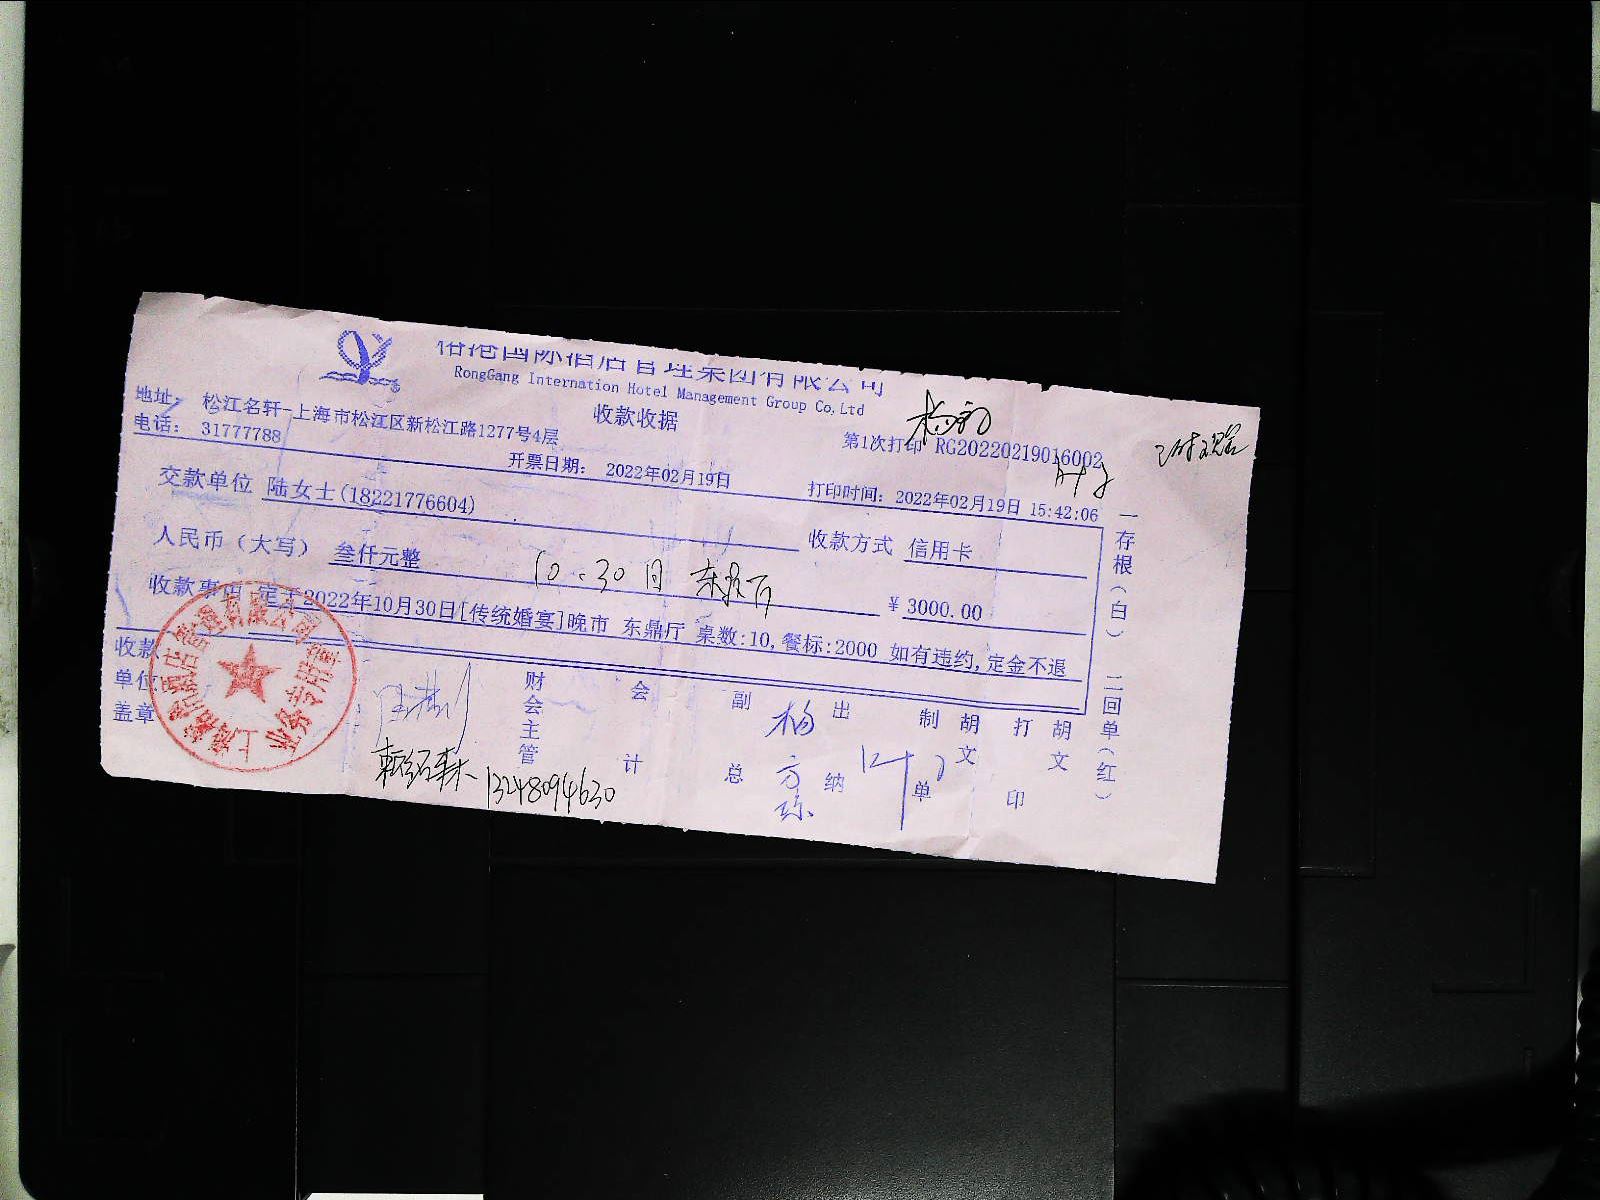 裕港国际酒店管理集团有限公司
RongGang Internation Hotel Management Group Co,Ltd
收款收据
地址： 松江名轩-上海市松江区新松江路1277号4层
电话： 31777788
第1次打印 RG20220219016002
开票日期： 2022年02月19日
打印时间：2022年02月19日 15:42:06
交款单位 陆女士(18221776604)
收款方式 信用卡
人民币（大写） 叁仟元整
¥ 3000.00
10.30日
收款事由 定于2022年10月30日[传统婚宴]晚市 东鼎厅 桌数:10,餐标:2000 如有违约,定金不退
收款单位盖章
财会主管
会计
副总
出纳
制单
胡文
打印
胡文
13248094630
一存根（白） 二回单（红）